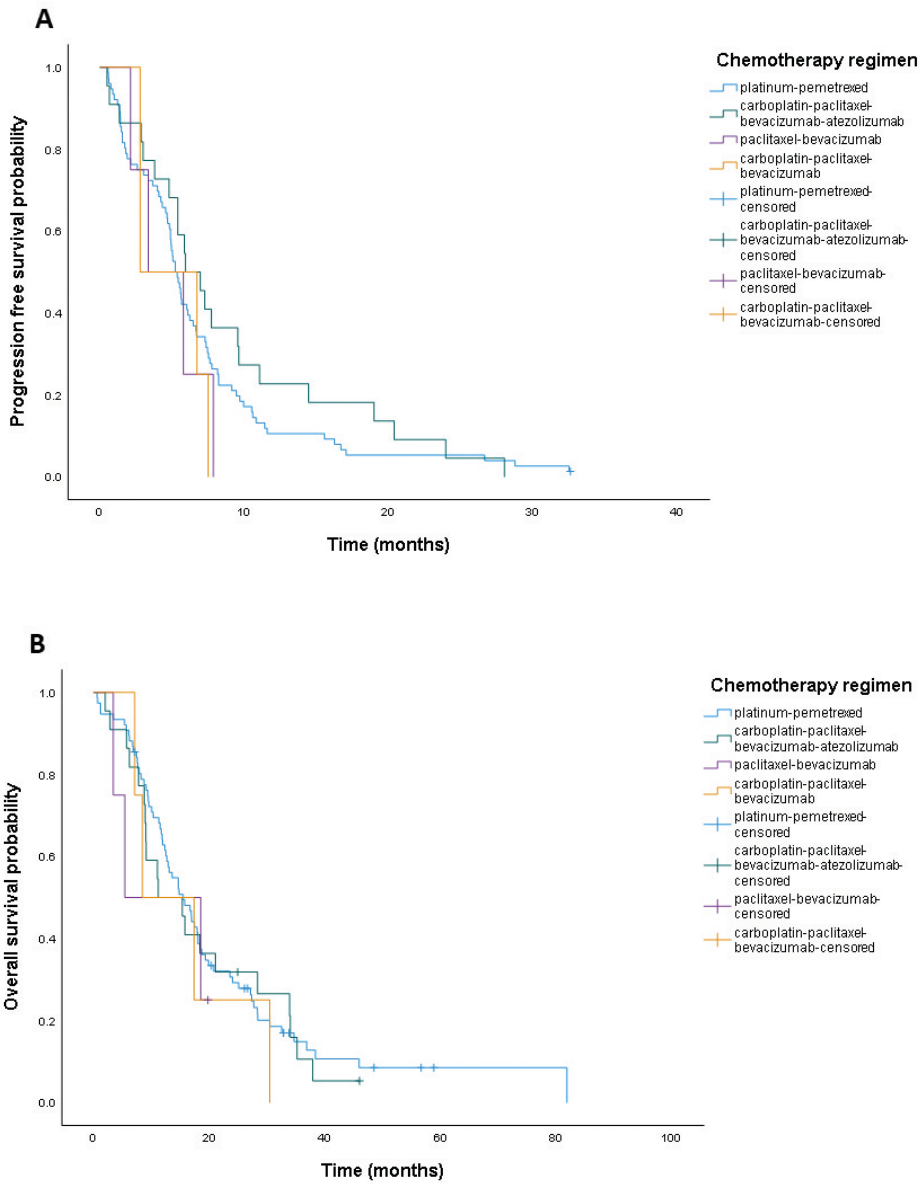 A
Progression free survival probability
1.0
0.8
0.6
0.4
0.2
0.0
0
10
20
30
40
Time (months)
Chemotherapy regimen
platinum-pemetrexed
carboplatin-paclitaxel-
bevacizumab-atezolizumab
paclitaxel-bevacizumab
carboplatin-paclitaxel-
bevacizumab
platinum-pemetrexed-
censored
carboplatin-paclitaxel-
bevacizumab-atezolizumab-
censored
paclitaxel-bevacizumab-
censored
carboplatin-paclitaxel-
bevacizumab-censored
B
Overall survival probability
1.0
0.8
0.6
0.4
0.2
0.0
0
20
40
60
80
100
Time (months)
Chemotherapy regimen
platinum-pemetrexed
carboplatin-paclitaxel-
bevacizumab-atezolizumab
paclitaxel-bevacizumab
carboplatin-paclitaxel-
bevacizumab
platinum-pemetrexed-
censored
carboplatin-paclitaxel-
bevacizumab-atezolizumab-
censored
paclitaxel-bevacizumab-
censored
carboplatin-paclitaxel-
bevacizumab-censored